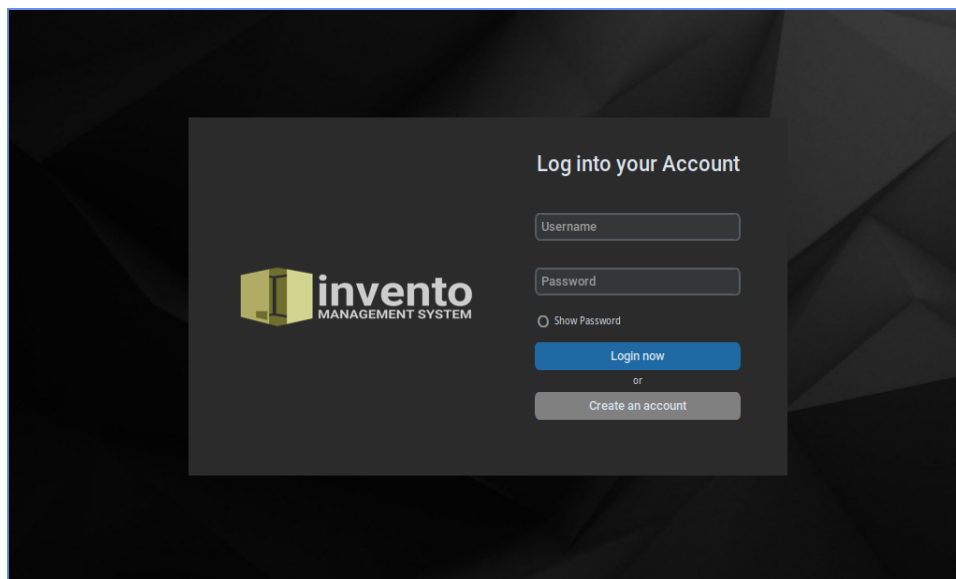 Log into your Account
Username
invento
MANAGEMENT SYSTEM
Password
Show Password
Login now
or
Create an account